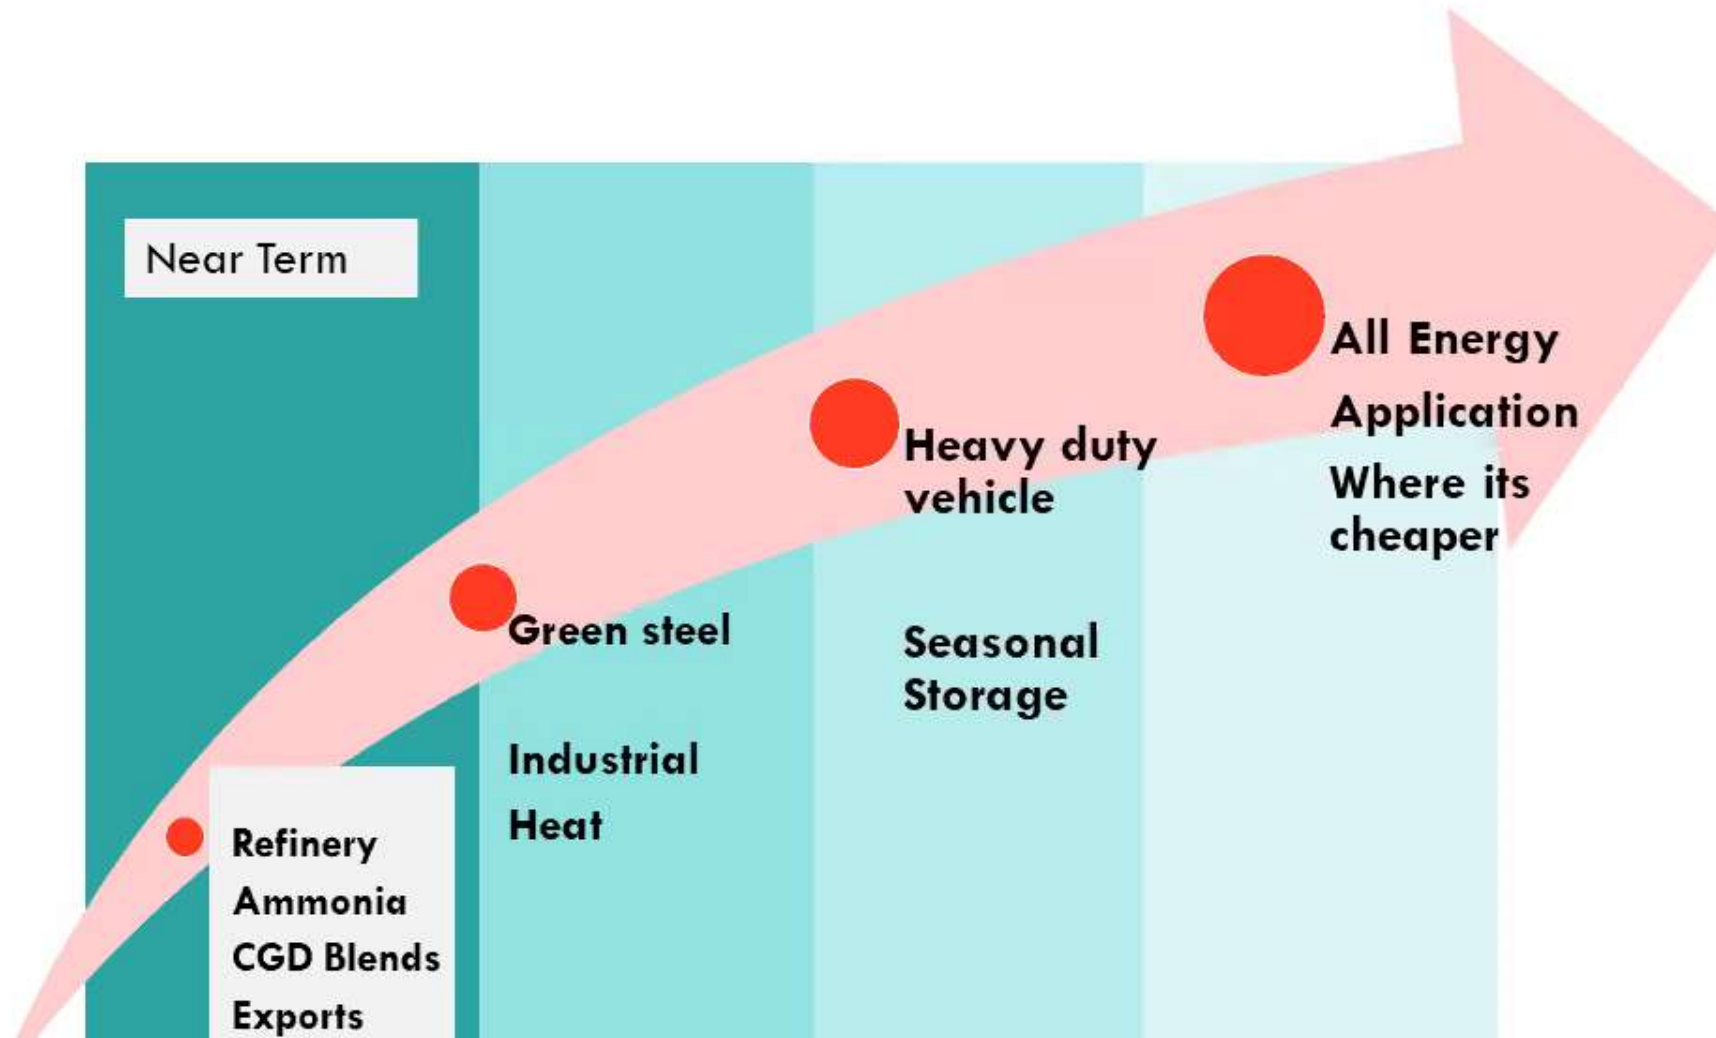 Near Term
All Energy
Application
Where its
cheaper
Heavy duty
vehicle
Seasonal
Storage
Green steel
Industrial
Heat
Refinery
Ammonia
CGD Blends
Exports